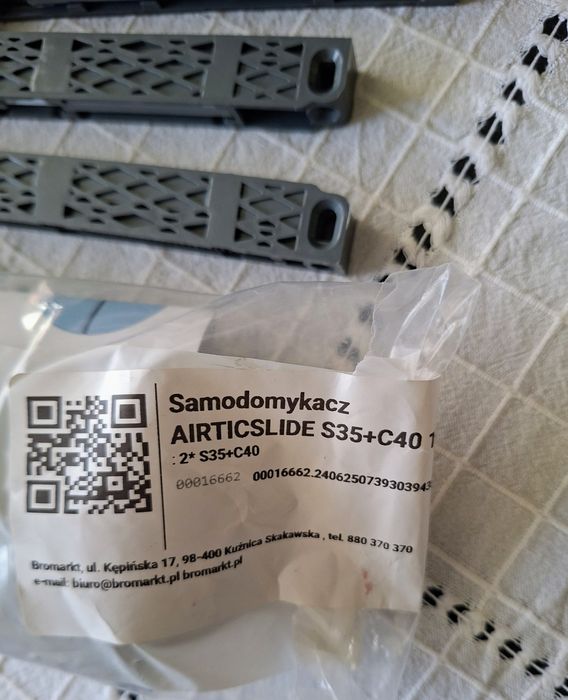 Samodomykacz
AIRTICSLIDE S35+C40 1
: 2* S35+C40
00016662 00016662.2406250739303943
Bromarkt, ul. Kępińska 17, 98-400 Kuźnica Skakawska , tel. 880 370 370
e-mail: biuro@bromarkt.pl bromarkt.pl